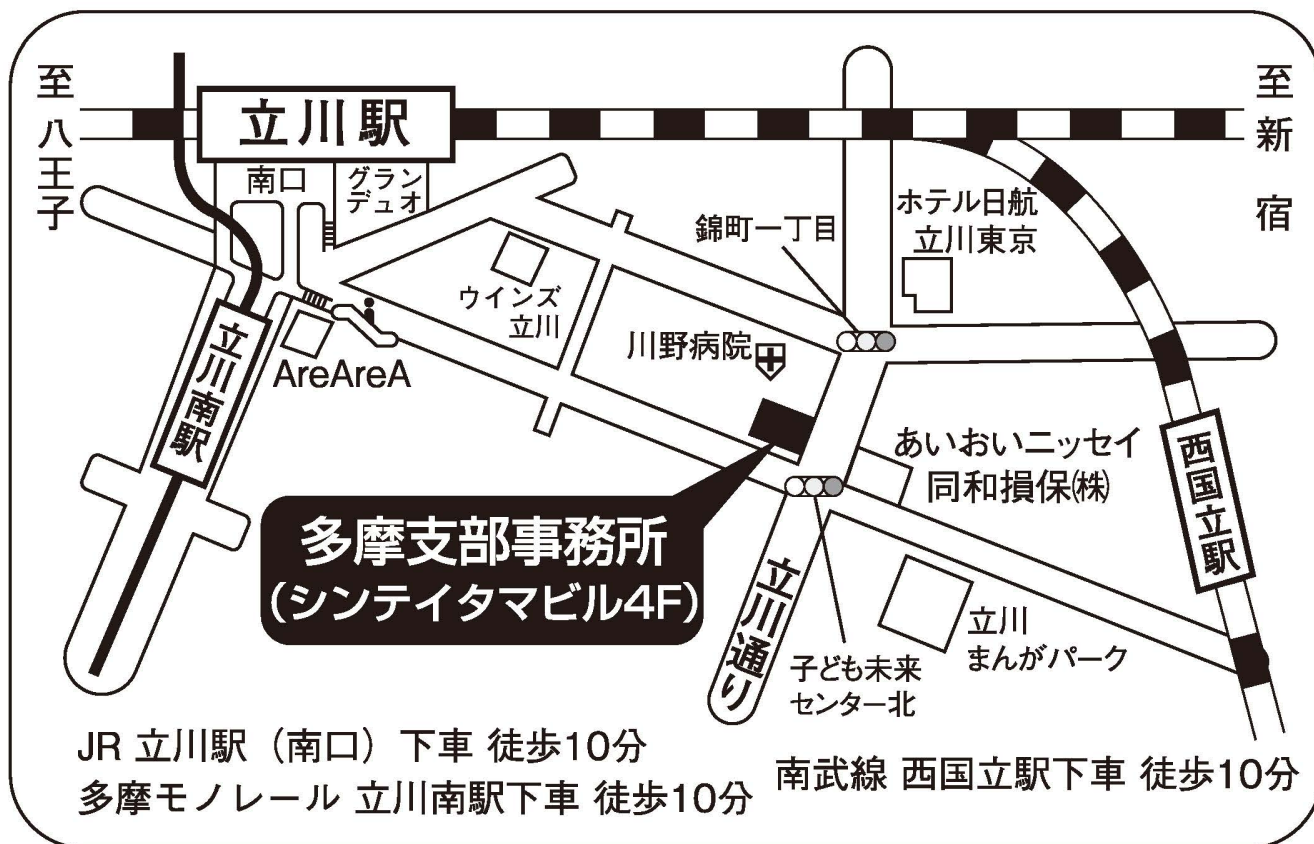 至八王子
立川駅
至新宿
南口
グラン
デュオ
ホテル日航
立川東京
錦町一丁目
ウインズ
立川
川野病院
AreAreA
立川南駅
あいおいニッセイ
同和損保㈱
西国立駅
多摩支部事務所
(シンテイタマビル4F)
立川通り
立川
まんがパーク
子ども未来
センター北
JR 立川駅（南口）下車 徒歩10分
多摩モノレール 立川南駅下車 徒歩10分
南武線 西国立駅下車 徒歩10分